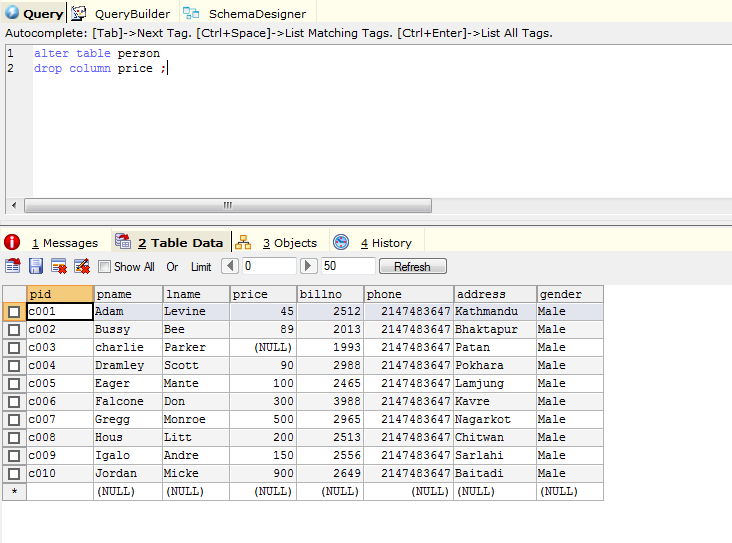 Query QueryBuilder SchemaDesigner
Autocomplete: [Tab]->Next Tag. [Ctrl+Space]->List Matching Tags. [Ctrl+Enter]->List All Tags.
1 alter table person
2 drop column price ;
1 Messages 2 Table Data 3 Objects 4 History
Show All Or Limit 0 50 Refresh
pid pname lname price billno phone address gender
c001 Adam Levine 45 2512 2147483647 Kathmandu Male
c002 Bussy Bee 89 2013 2147483647 Bhaktapur Male
c003 charlie Parker (NULL) 1993 2147483647 Patan Male
c004 Dramley Scott 90 2988 2147483647 Pokhara Male
c005 Eager Mante 100 2465 2147483647 Lamjung Male
c006 Falcone Don 300 3988 2147483647 Kavre Male
c007 Gregg Monroe 500 2965 2147483647 Nagarkot Male
c008 Hous Litt 200 2513 2147483647 Chitwan Male
c009 Igalo Andre 150 2556 2147483647 Sarlahi Male
c010 Jordan Micke 900 2649 2147483647 Baitadi Male
* (NULL) (NULL) (NULL) (NULL) (NULL) (NULL) (NULL)